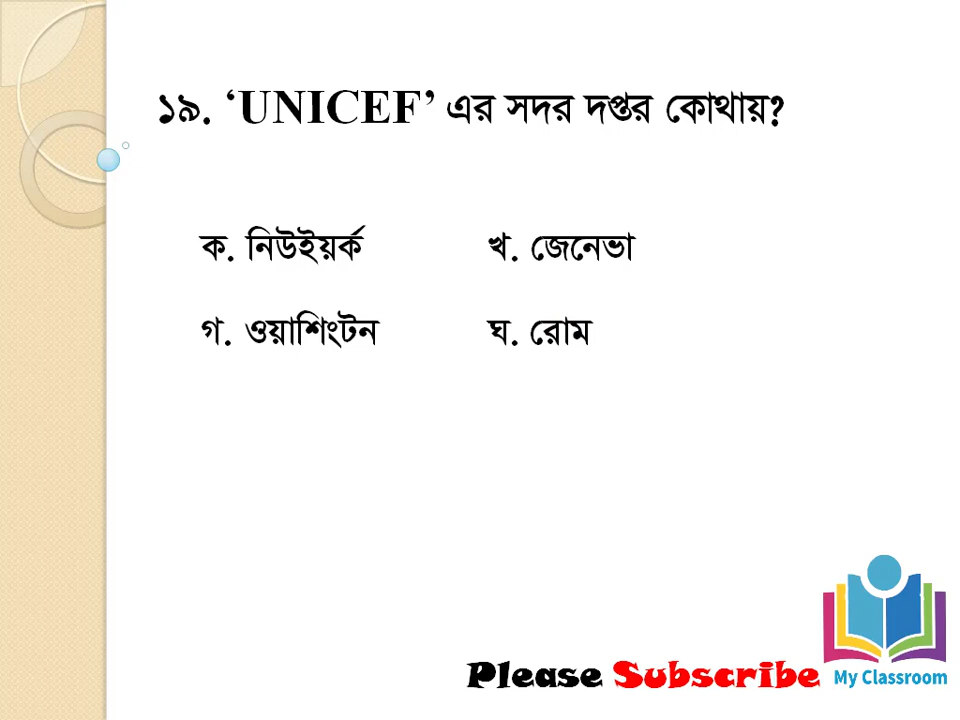 ১৯. ‘UNICEF’ এর সদর দপ্তর কোথায়?
ক. নিউইয়র্ক খ. জেনেভা
গ. ওয়াশিংটন ঘ. রোম
Please Subscribe
My Classroom